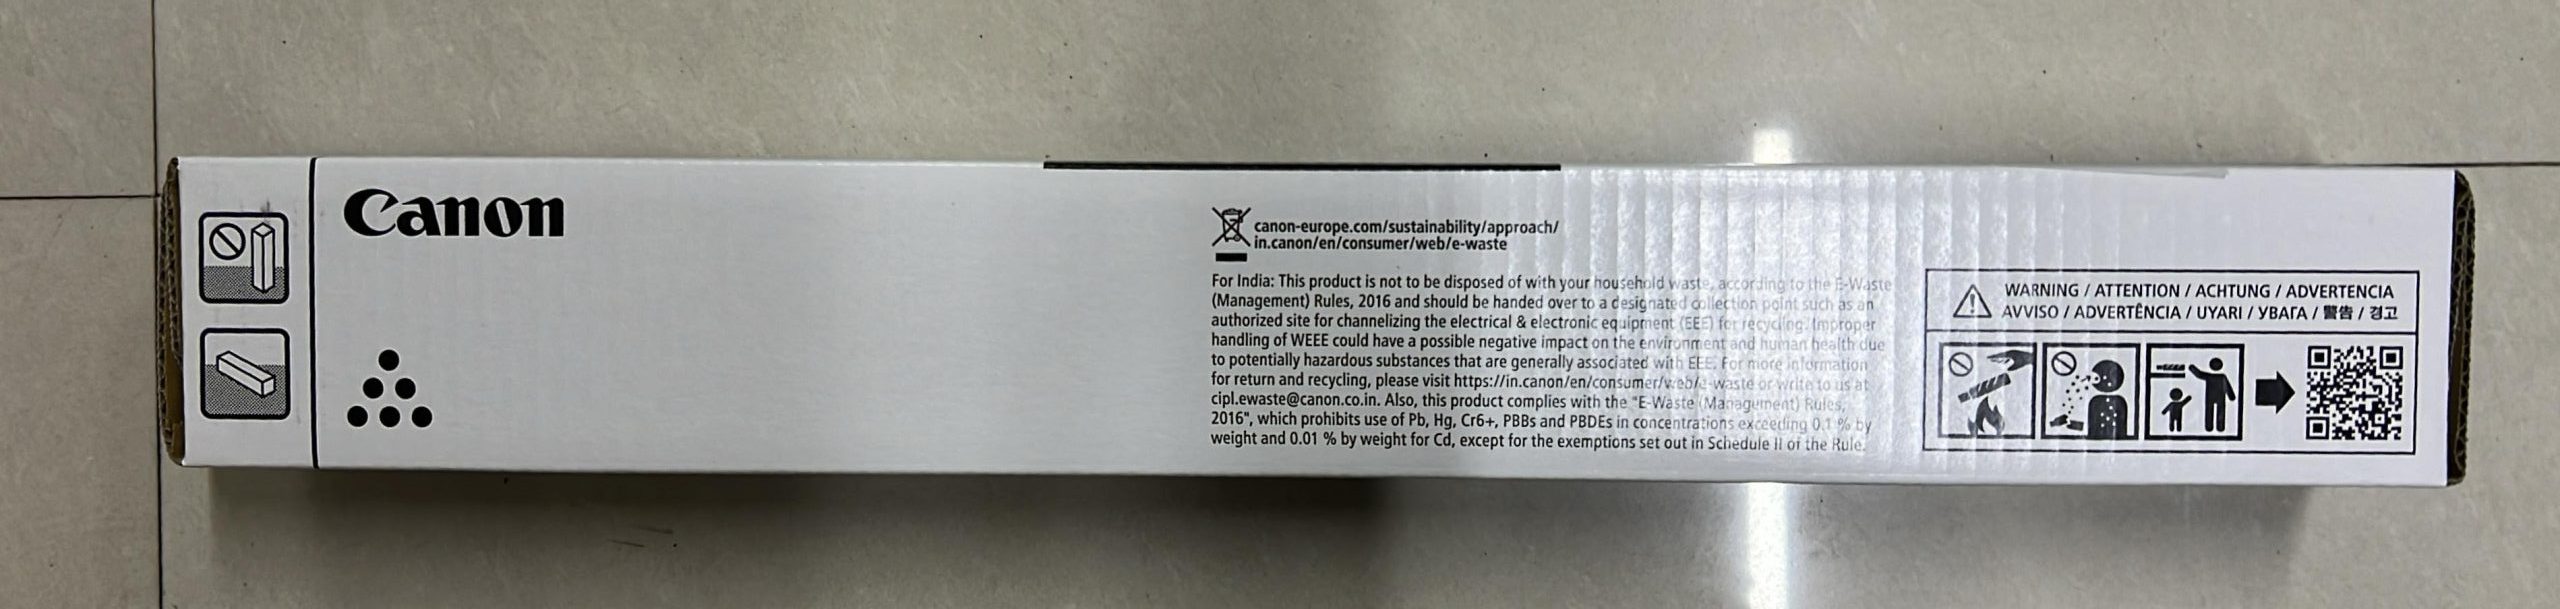 Canon
canon-europe.com/sustainability/approach/
in.canon/en/consumer/web/e-waste
For India: This product is not to be disposed of with your household waste, according to the E-Waste
(Management) Rules, 2016 and should be handed over to a designated collection point such as an
authorized site for channelizing the electrical & electronic equipment (EEE) for recycling. Improper
handling of WEEE could have a possible negative impact on the environment and human health due
to potentially hazardous substances that are generally associated with EEE. For more information
for return and recycling, please visit https://in.canon/en/consumer/web/e-waste or write to us at
cipl.ewaste@canon.co.in. Also, this product complies with the "E-Waste (Management) Rules,
2016", which prohibits use of Pb, Hg, Cr6+, PBBs and PBDEs in concentrations exceeding 0.1 % by
weight and 0.01 % by weight for Cd, except for the exemptions set out in Schedule II of the Rule.
WARNING / ATTENTION / ACHTUNG / ADVERTENCIA
AVVISO / ADVERTÊNCIA / UYARI / УВАГА / 警告 / 경고